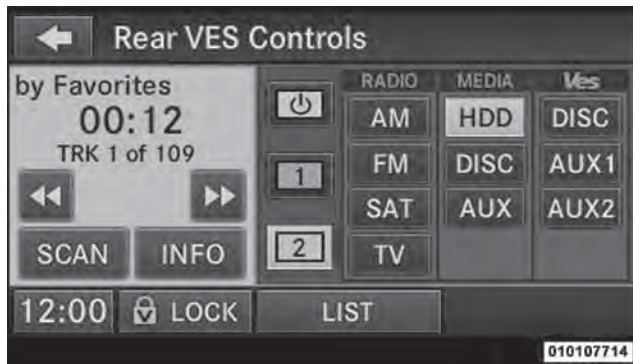 Rear VES Controls
by Favorites
00:12
TRK 1 of 109
SCAN INFO
1
2
RADIO MEDIA Ves
AM HDD DISC
FM DISC AUX1
SAT AUX AUX2
TV
12:00 LOCK LIST
010107714